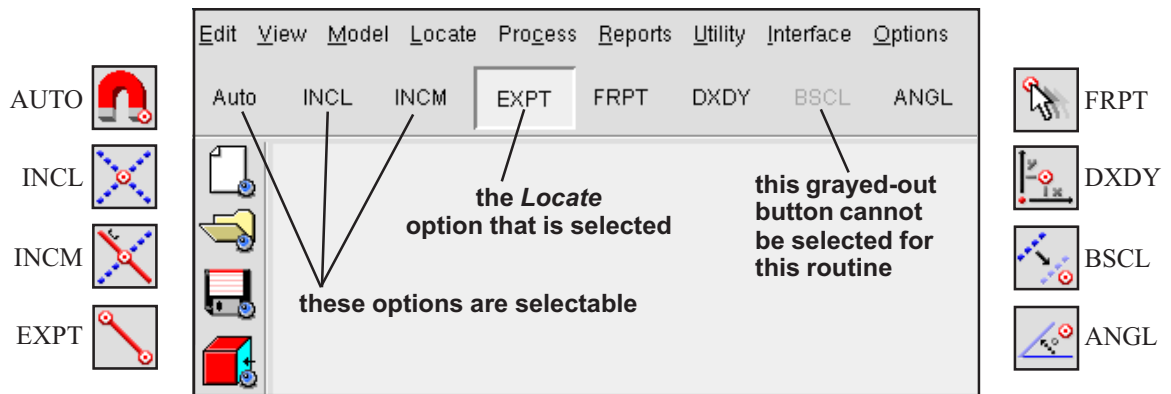 Edit View Model Locate Process Reports Utility Interface Options
Auto INCL INCM EXPT FRPT DXDY BSCL ANGL
AUTO
INCL
INCM
EXPT
the Locate
option that is selected
this grayed-out
button cannot
be selected for
this routine
these options are selectable
FRPT
DXDY
y
x
BSCL
ANGL